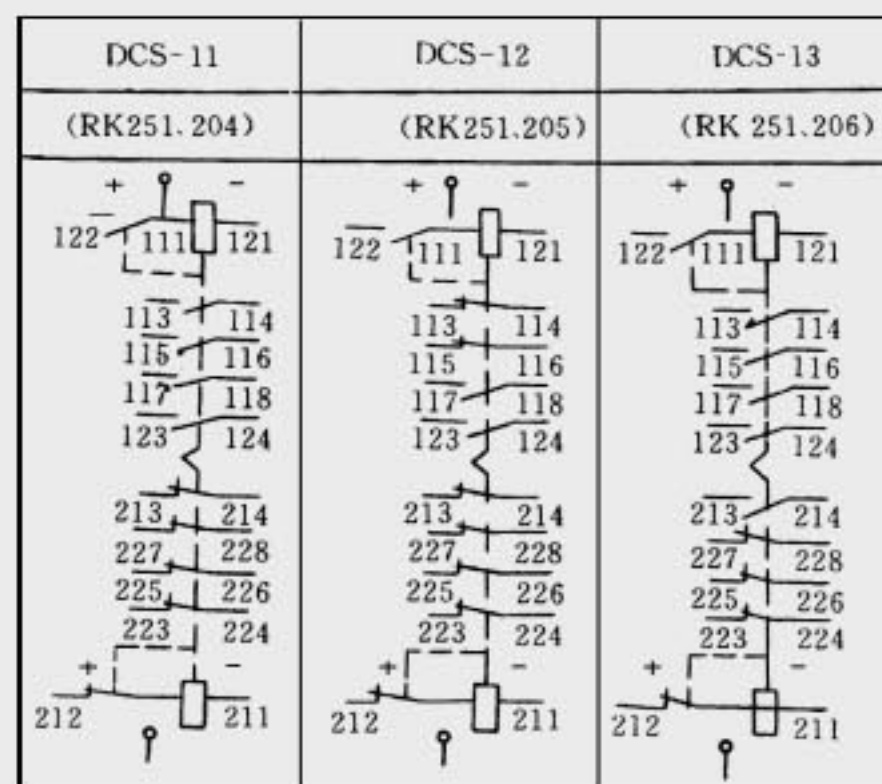 DCS-11 DCS-12 DCS-13
(RK251.204) (RK251.205) (RK 251.206)
+ - + - + -
122 111 121 122 111 121 122 111 121
113 114 113 114 113 114
115 116 115 116 115 116
117 118 117 118 117 118
123 124 123 124 123 124
213 214 213 214 213 214
227 228 227 228 227 228
225 226 225 226 225 226
223 224 223 224 223 224
+ - + - + -
212 211 212 211 212 211